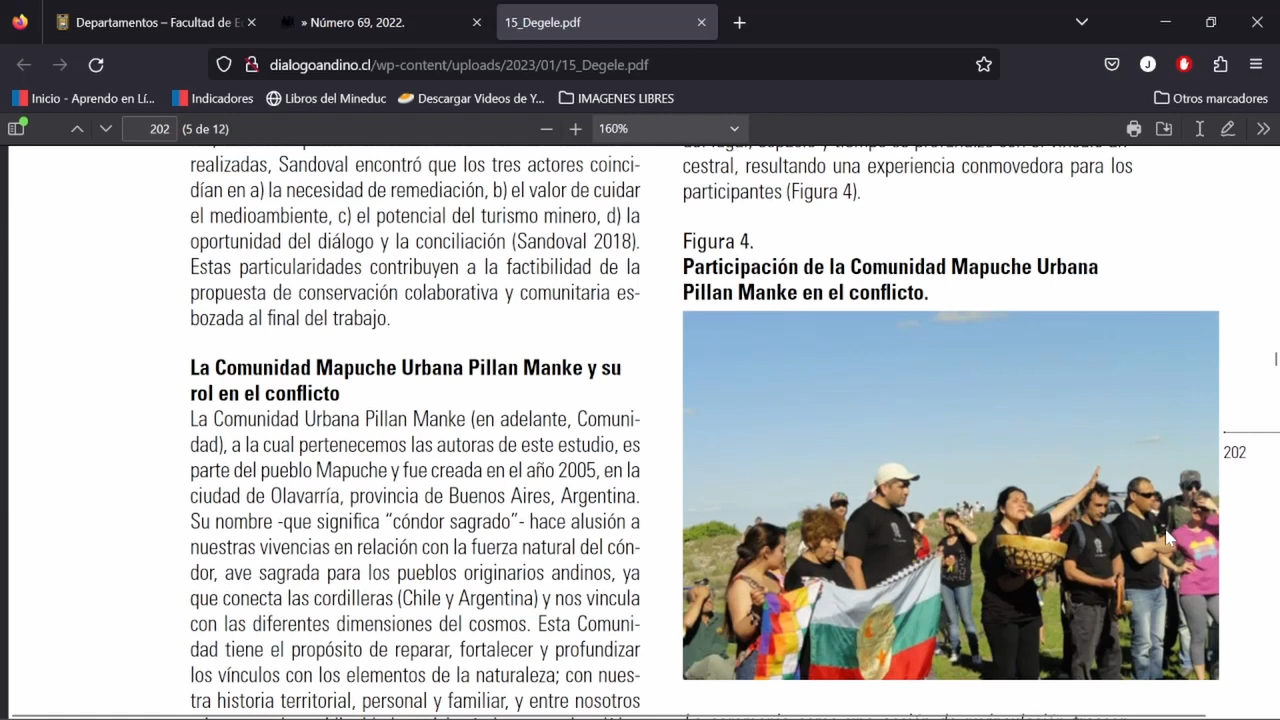 Departamentos – Facultad de E
» Número 69, 2022.
15_Degele.pdf
dialogoandino.cl/wp-content/uploads/2023/01/15_Degele.pdf
Inicio - Aprendo en Lí...
Indicadores
Libros del Mineduc
Descargar Videos de Y...
IMAGENES LIBRES
Otros marcadores
202
(5 de 12)
160%
realizadas, Sandoval encontró que los tres actores coinci-
dían en a) la necesidad de remediación, b) el valor de cuidar
el medioambiente, c) el potencial del turismo minero, d) la
oportunidad del diálogo y la conciliación (Sandoval 2018).
Estas particularidades contribuyen a la factibilidad de la
propuesta de conservación colaborativa y comunitaria es-
bozada al final del trabajo.
La Comunidad Mapuche Urbana Pillan Manke y su
rol en el conflicto
La Comunidad Urbana Pillan Manke (en adelante, Comuni-
dad), a la cual pertenecemos las autoras de este estudio, es
parte del pueblo Mapuche y fue creada en el año 2005, en la
ciudad de Olavarría, provincia de Buenos Aires, Argentina.
Su nombre -que significa “cóndor sagrado”- hace alusión a
nuestras vivencias en relación con la fuerza natural del cón-
dor, ave sagrada para los pueblos originarios andinos, ya
que conecta las cordilleras (Chile y Argentina) y nos vincula
con las diferentes dimensiones del cosmos. Esta Comuni-
dad tiene el propósito de reparar, fortalecer y profundizar
los vínculos con los elementos de la naturaleza; con nues-
tra historia territorial, personal y familiar, y entre nosotros
cestral, resultando una experiencia conmovedora para los
participantes (Figura 4).
Figura 4.
Participación de la Comunidad Mapuche Urbana
Pillan Manke en el conflicto.
202